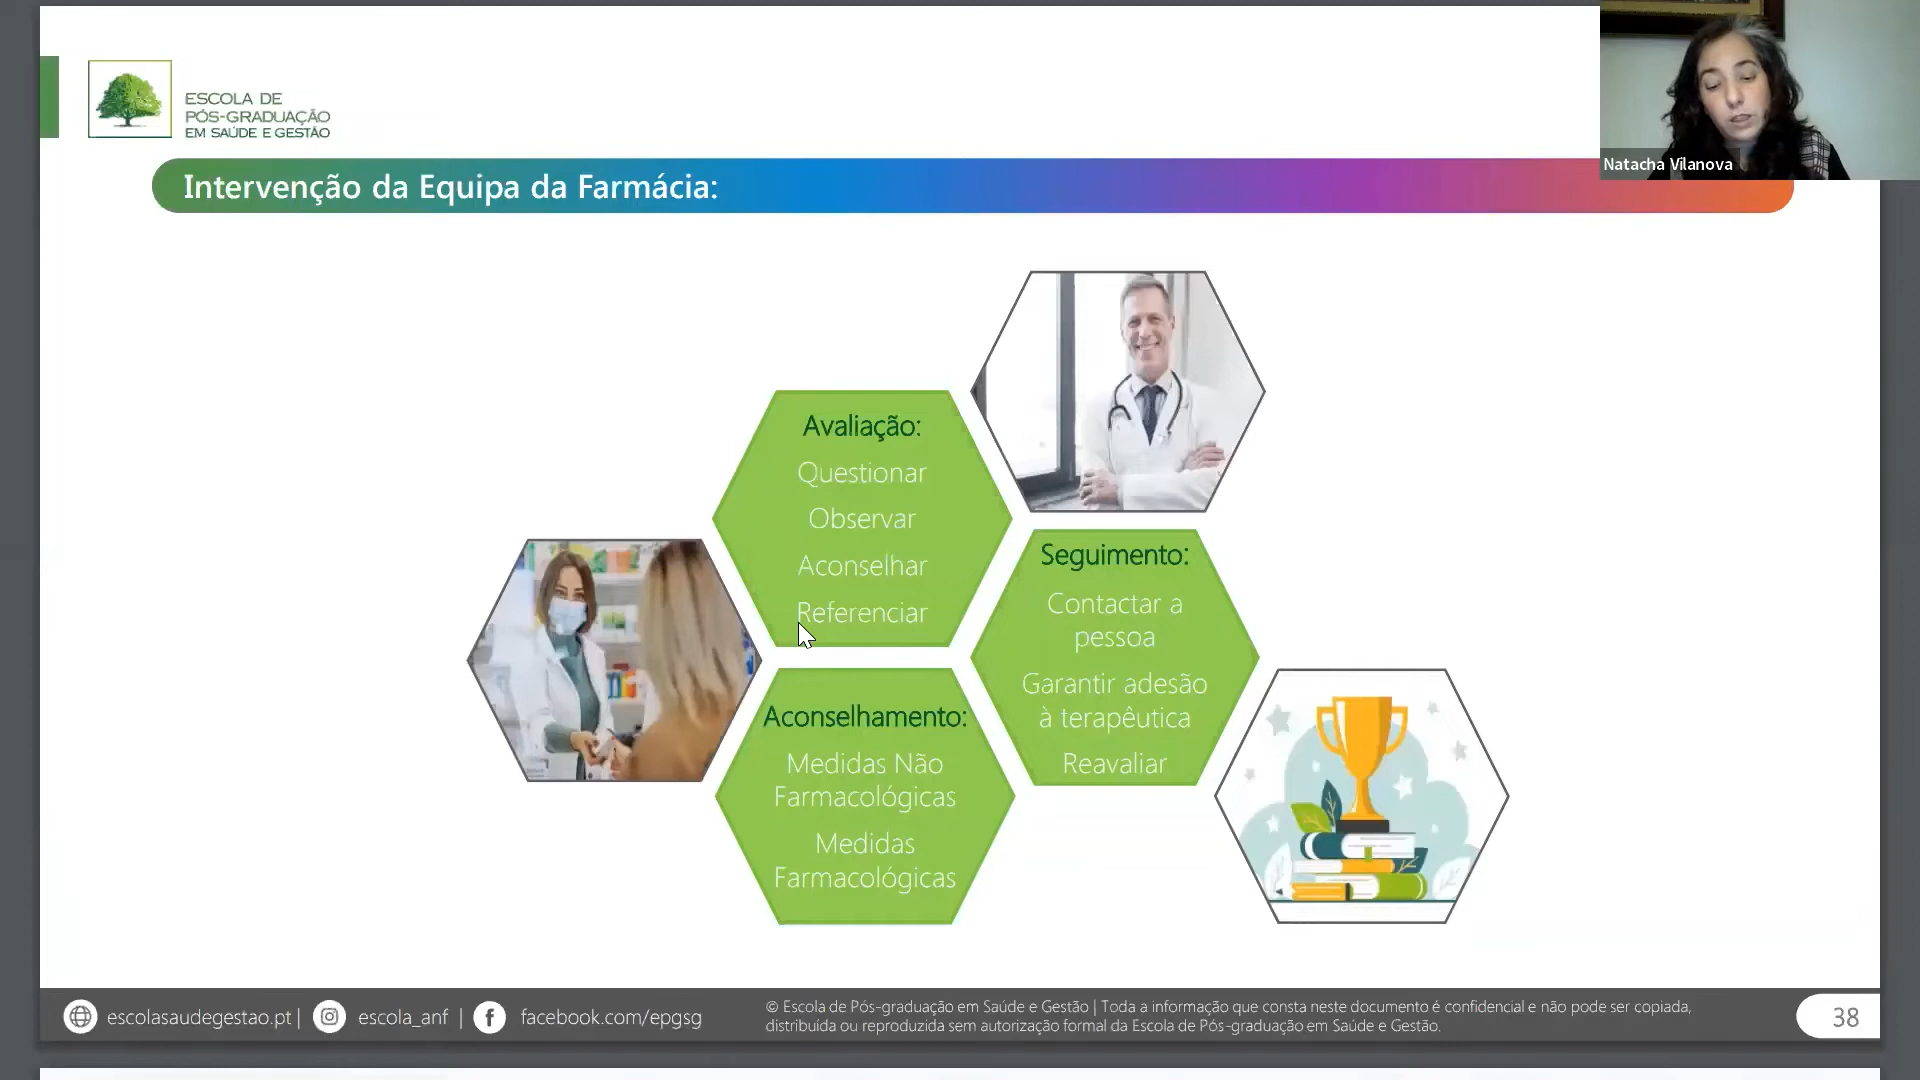 ESCOLA DE
PÓS-GRADUAÇÃO
EM SAÚDE E GESTÃO
Natacha Vilanova
Intervenção da Equipa da Farmácia:
Avaliação:
Questionar
Observar
Aconselhar
Referenciar
Seguimento:
Contactar a
pessoa
Garantir adesão
à terapêutica
Reavaliar
Aconselhamento:
Medidas Não
Farmacológicas
Medidas
Farmacológicas
escolasaudegestao.pt | escola_anf | facebook.com/epgsg
© Escola de Pós-graduação em Saúde e Gestão | Toda a informação que consta neste documento é confidencial e não pode ser copiada,
distribuída ou reproduzida sem autorização formal da Escola de Pós-graduação em Saúde e Gestão.
38